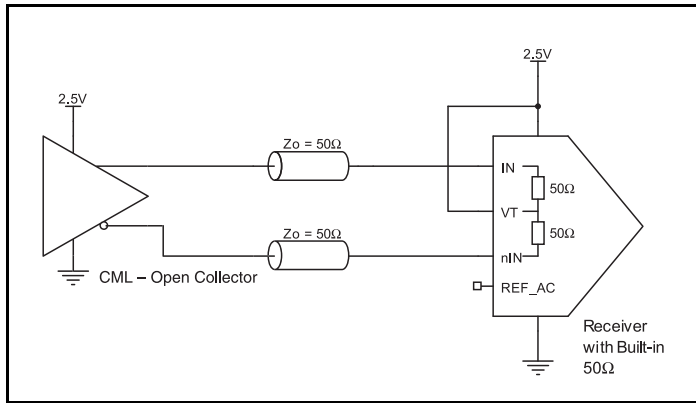 2.5V
2.5V
Zo = 50Ω
IN
50Ω
VT
50Ω
Zo = 50Ω
nIN
CML – Open Collector
REF_AC
Receiver
with Built-in
50Ω